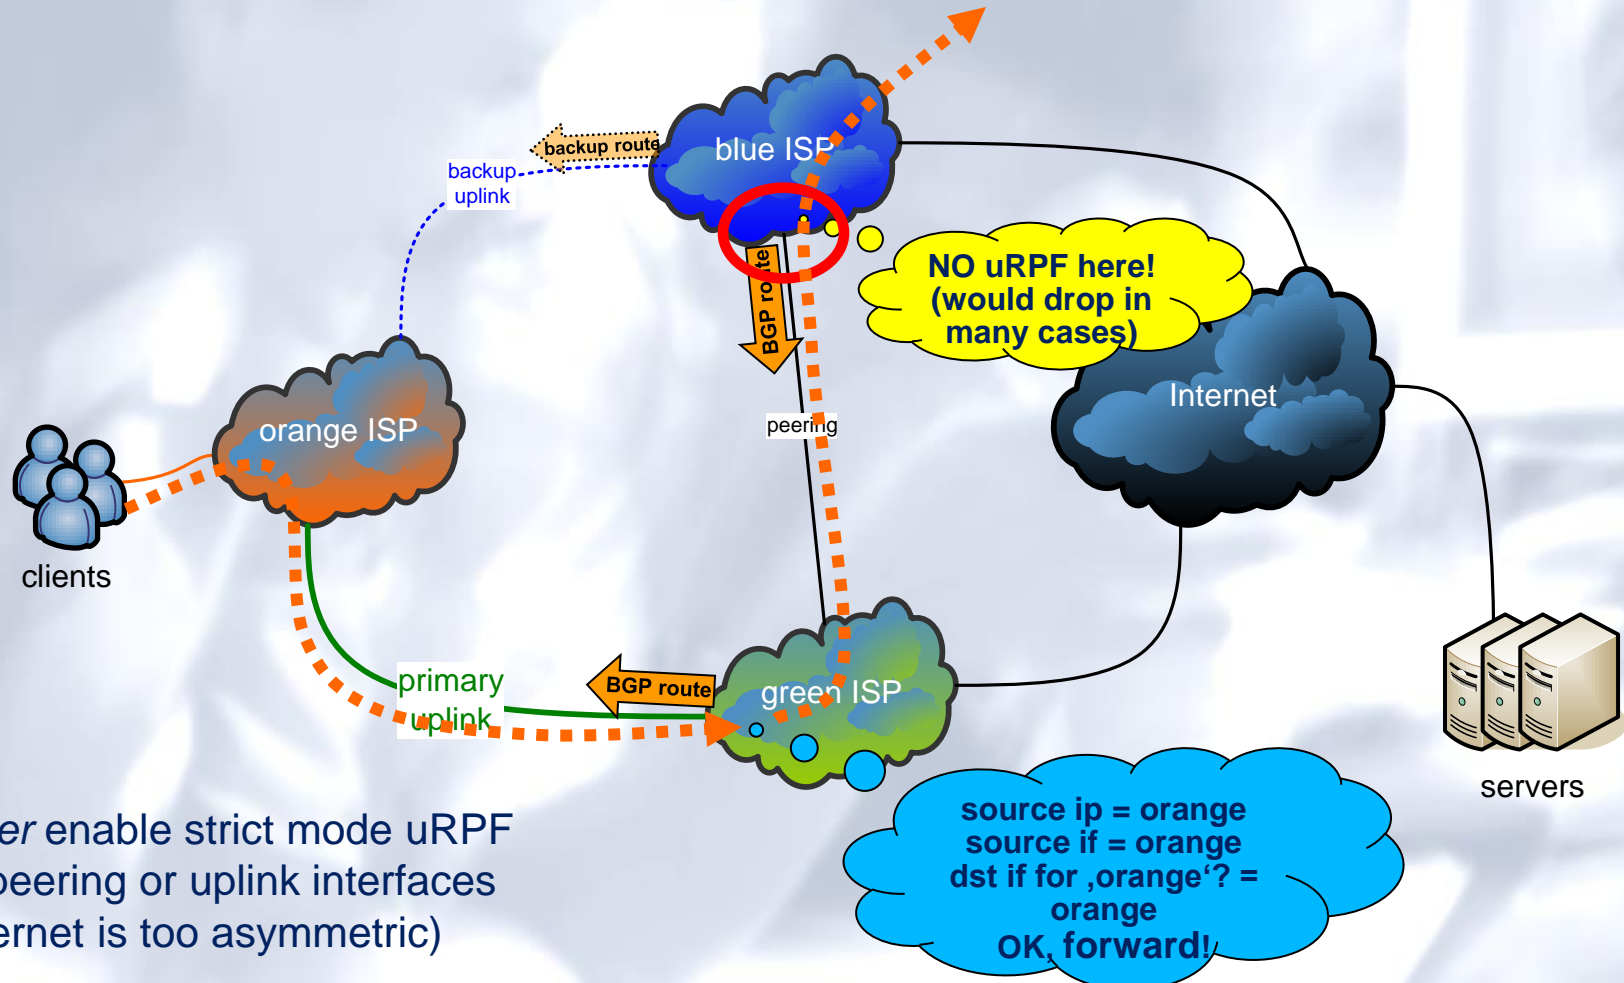 backup route
blue ISP
backup
uplink
BGP route
NO uRPF here!
(would drop in
many cases)
Internet
orange ISP
peering
clients
primary
uplink
BGP route
green ISP
servers
source ip = orange
source if = orange
dst if for ‚orange‘? =
orange
OK, forward!
er enable strict mode uRPF
peering or uplink interfaces
ernet is too asymmetric)